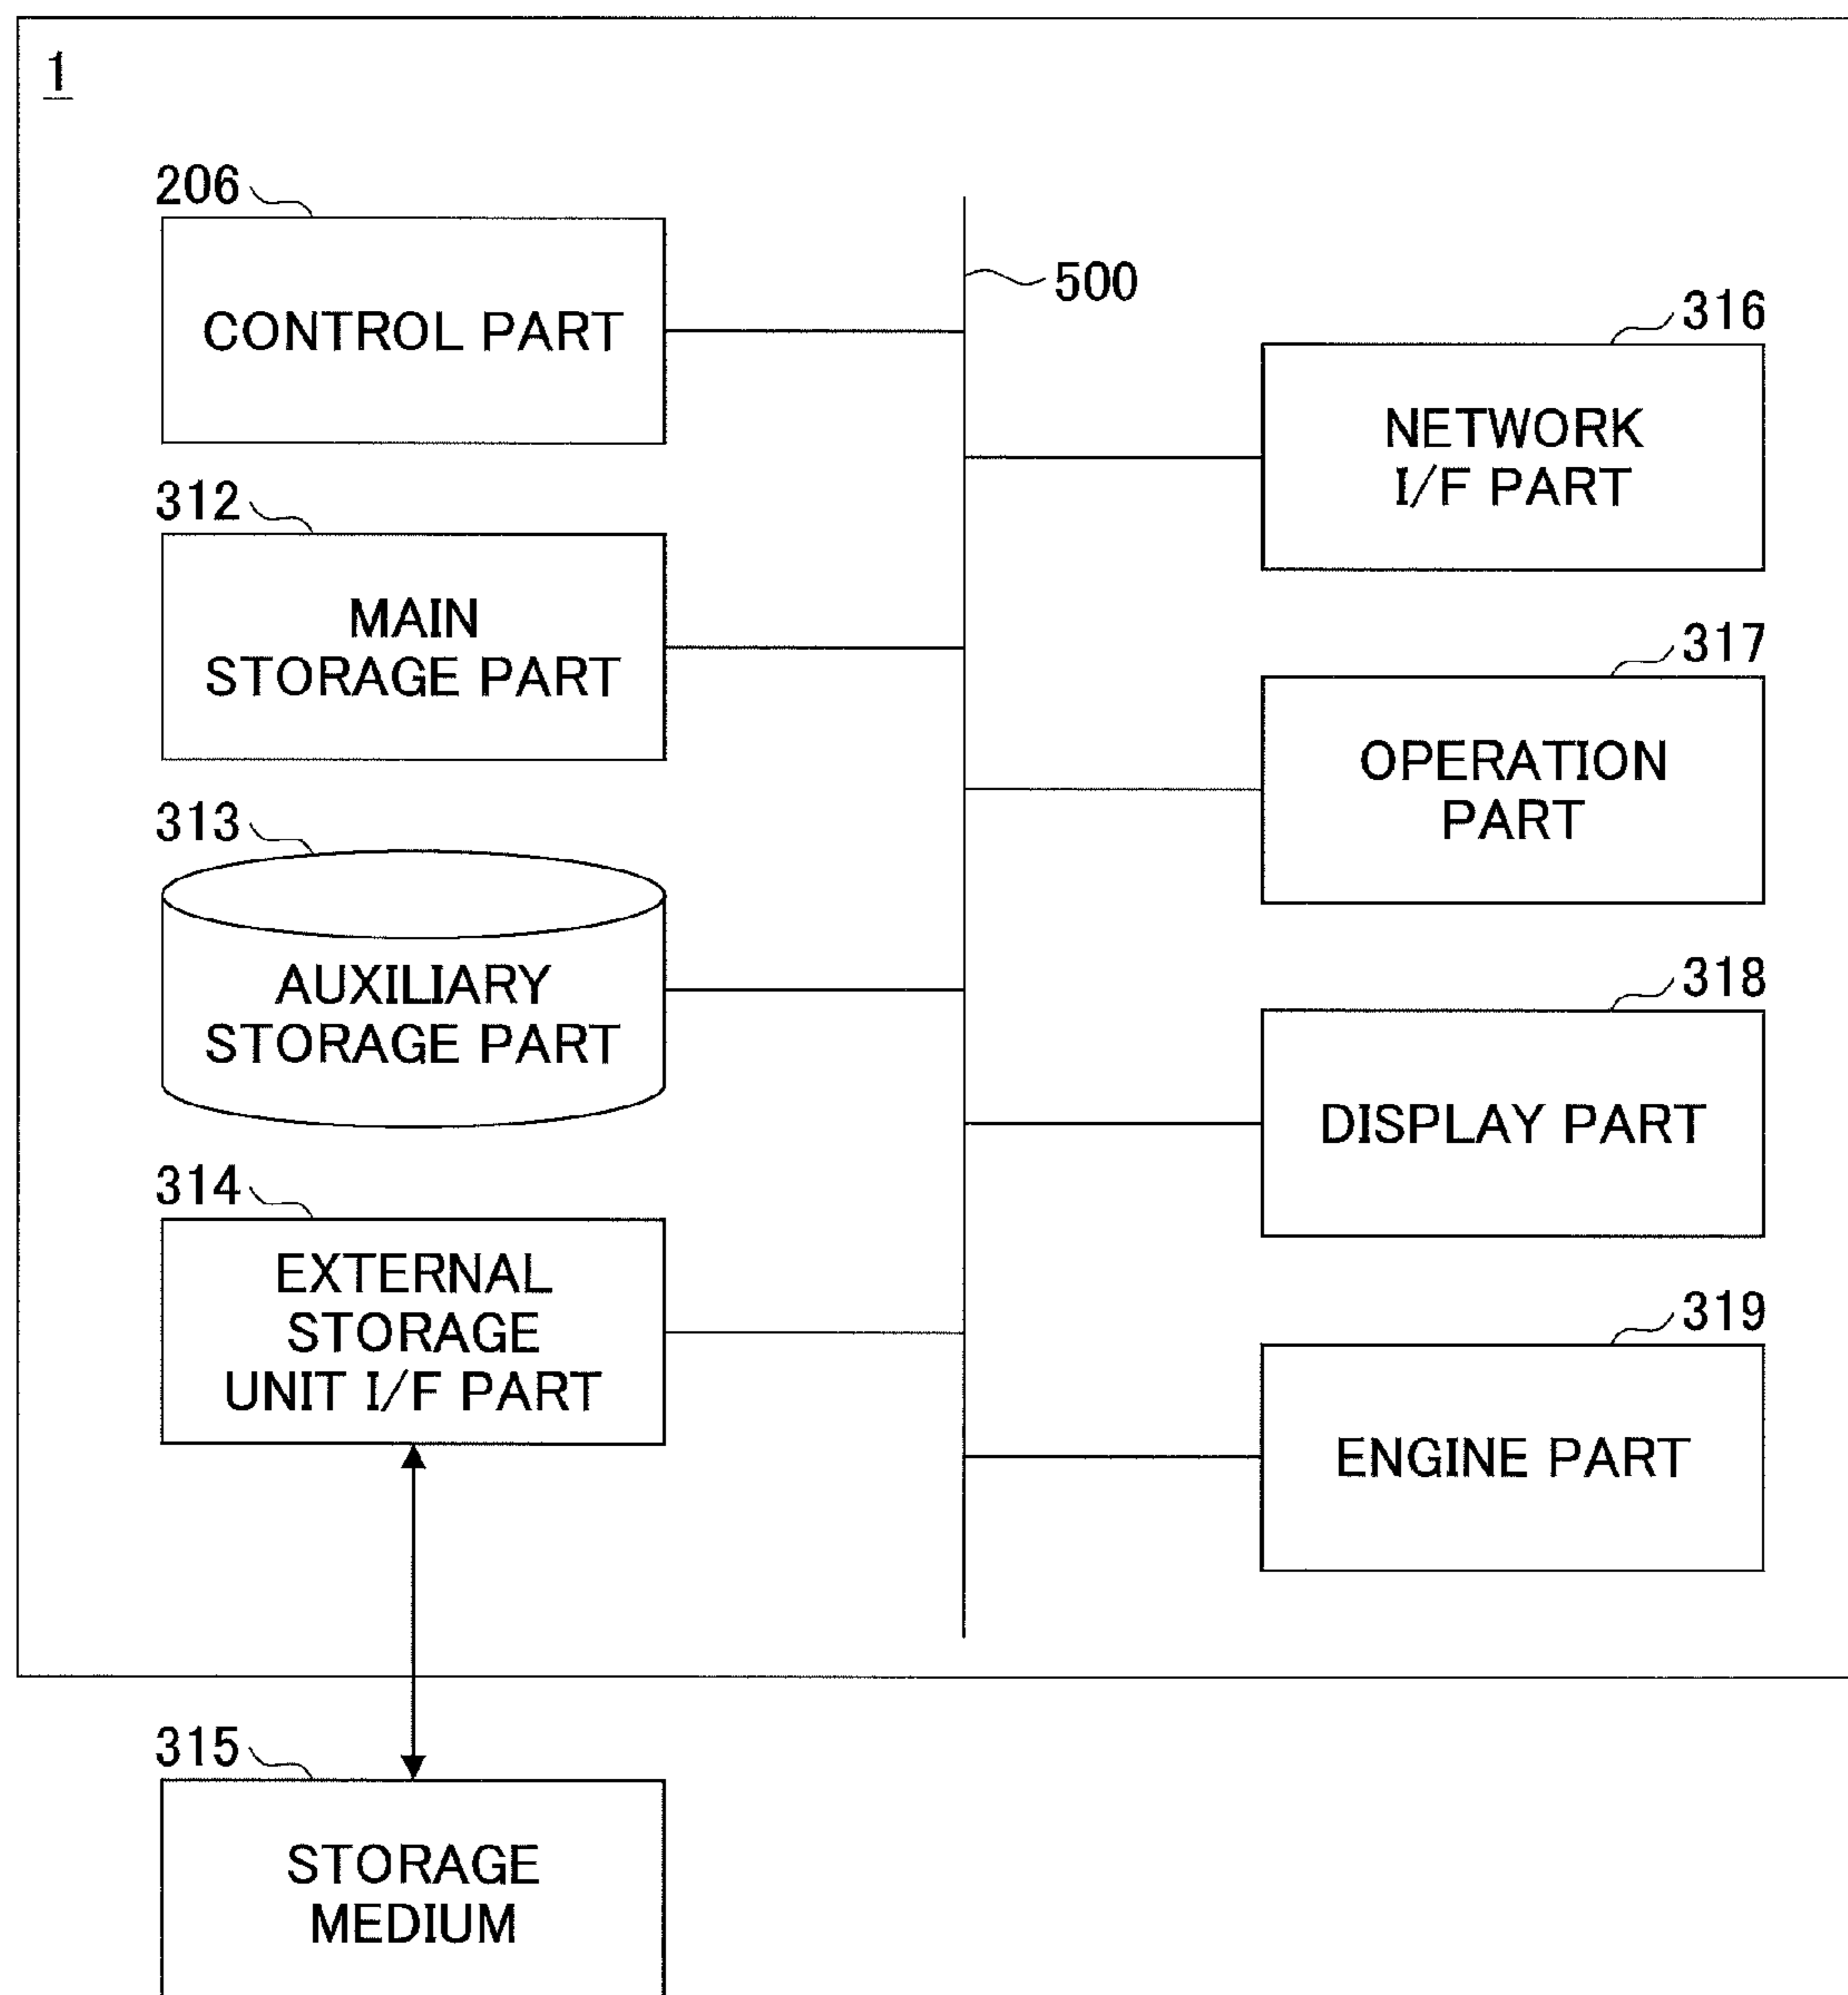 1
206
CONTROL PART
500
316
NETWORK
I/F PART
312
MAIN
STORAGE PART
317
OPERATION
PART
313
AUXILIARY
STORAGE PART
318
DISPLAY PART
314
EXTERNAL
STORAGE
UNIT I/F PART
319
ENGINE PART
315
STORAGE
MEDIUM